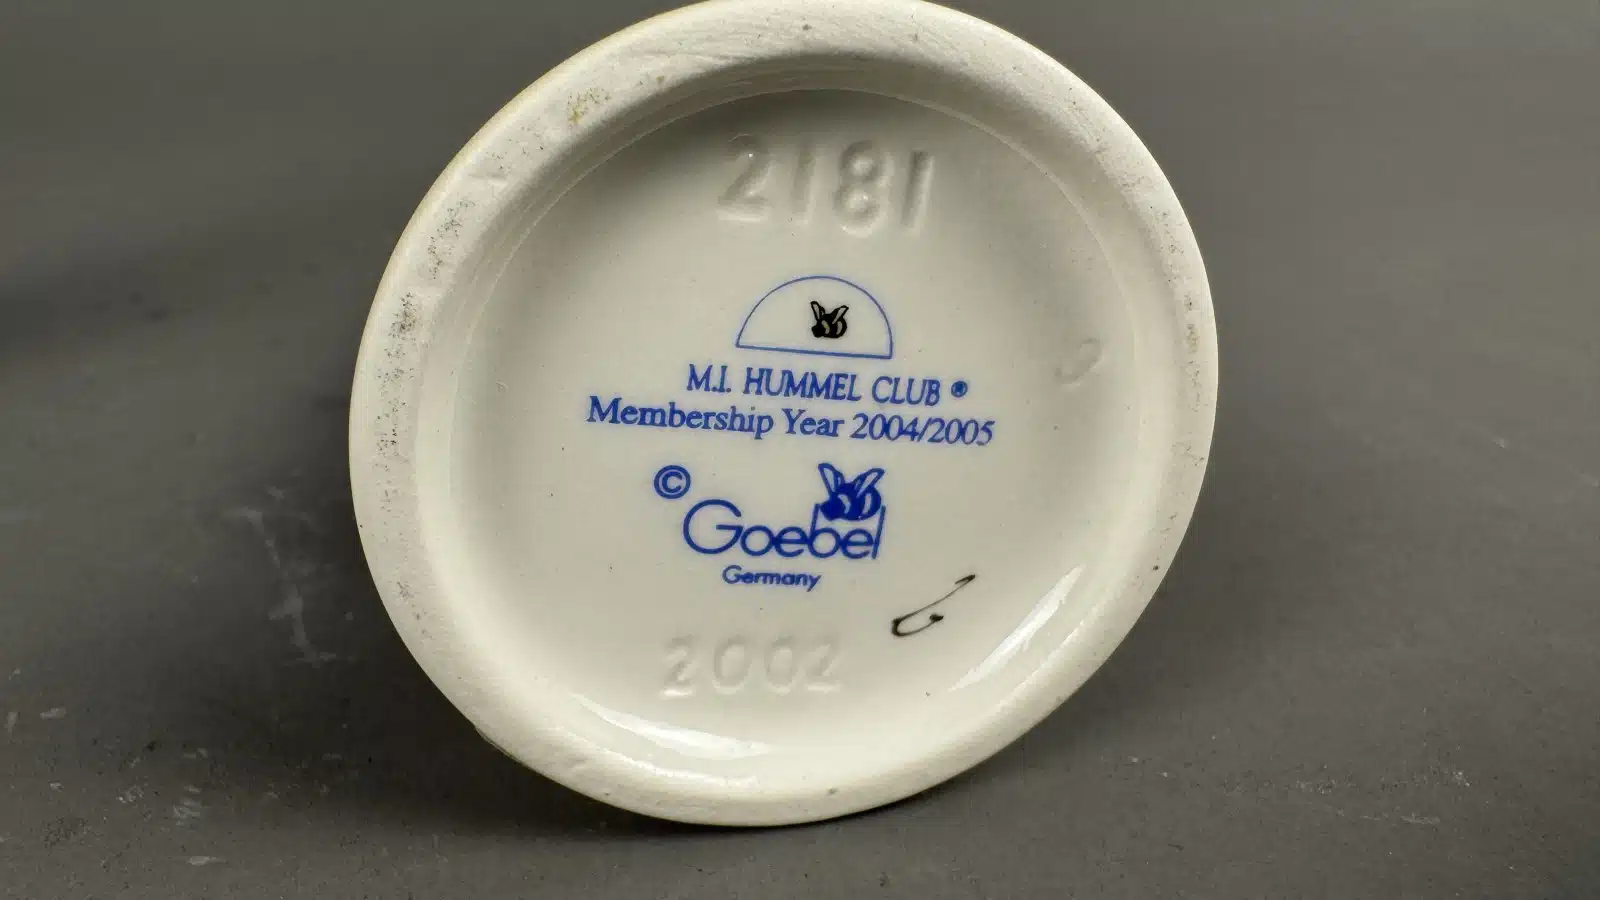 2181
M.I. HUMMEL CLUB ®
Membership Year 2004/2005
© Goebel
Germany
2002